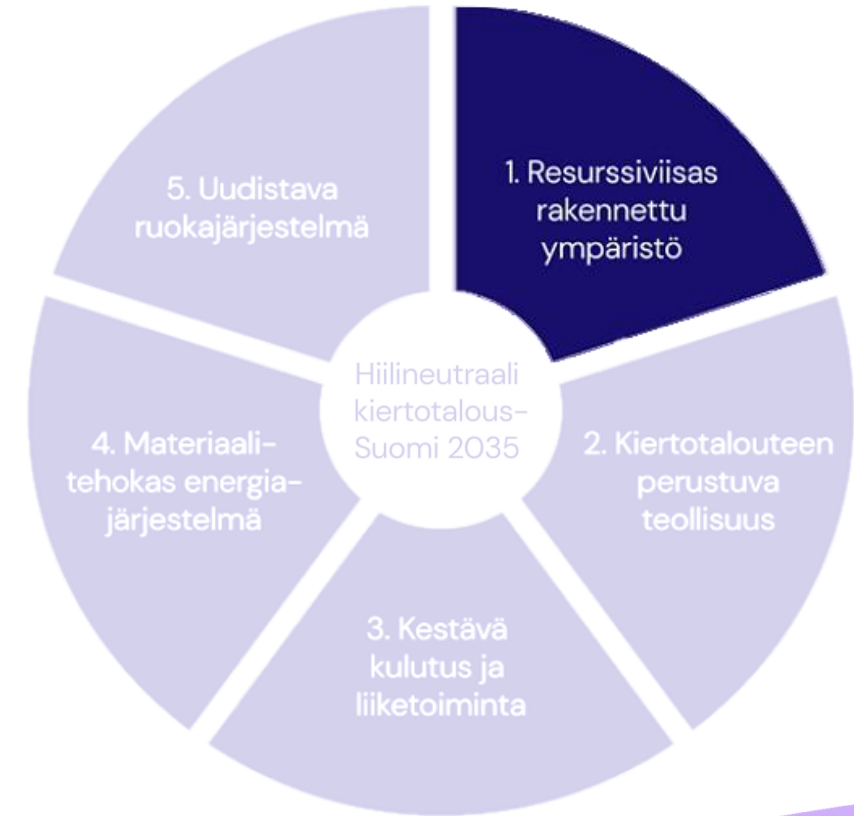 1. Resurssiviisas
rakennettu
ympäristö
2. Kiertotalouteen
perustuva
teollisuus
3. Kestävä
kulutus ja
liiketoiminta
4. Materiaali-
tehokas energia-
järjestelmä
5. Uudistava
ruokajärjestelmä
Hiilineutraali
kiertotalous-
Suomi 2035